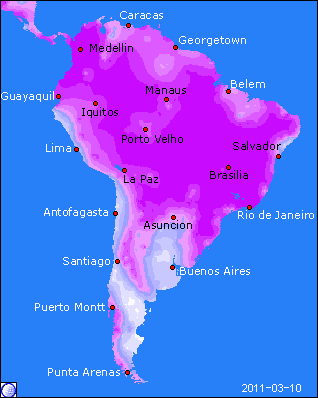 Caracas
Georgetown
Medellin
Belem
Manaus
Guayaquil
Iquitos
Porto Velho
Salvador
Lima
La Paz
Brasilia
Antofagasta
Rio de Janeiro
Asuncion
Santiago
Buenos Aires
Puerto Montt
Punta Arenas
2011-03-10